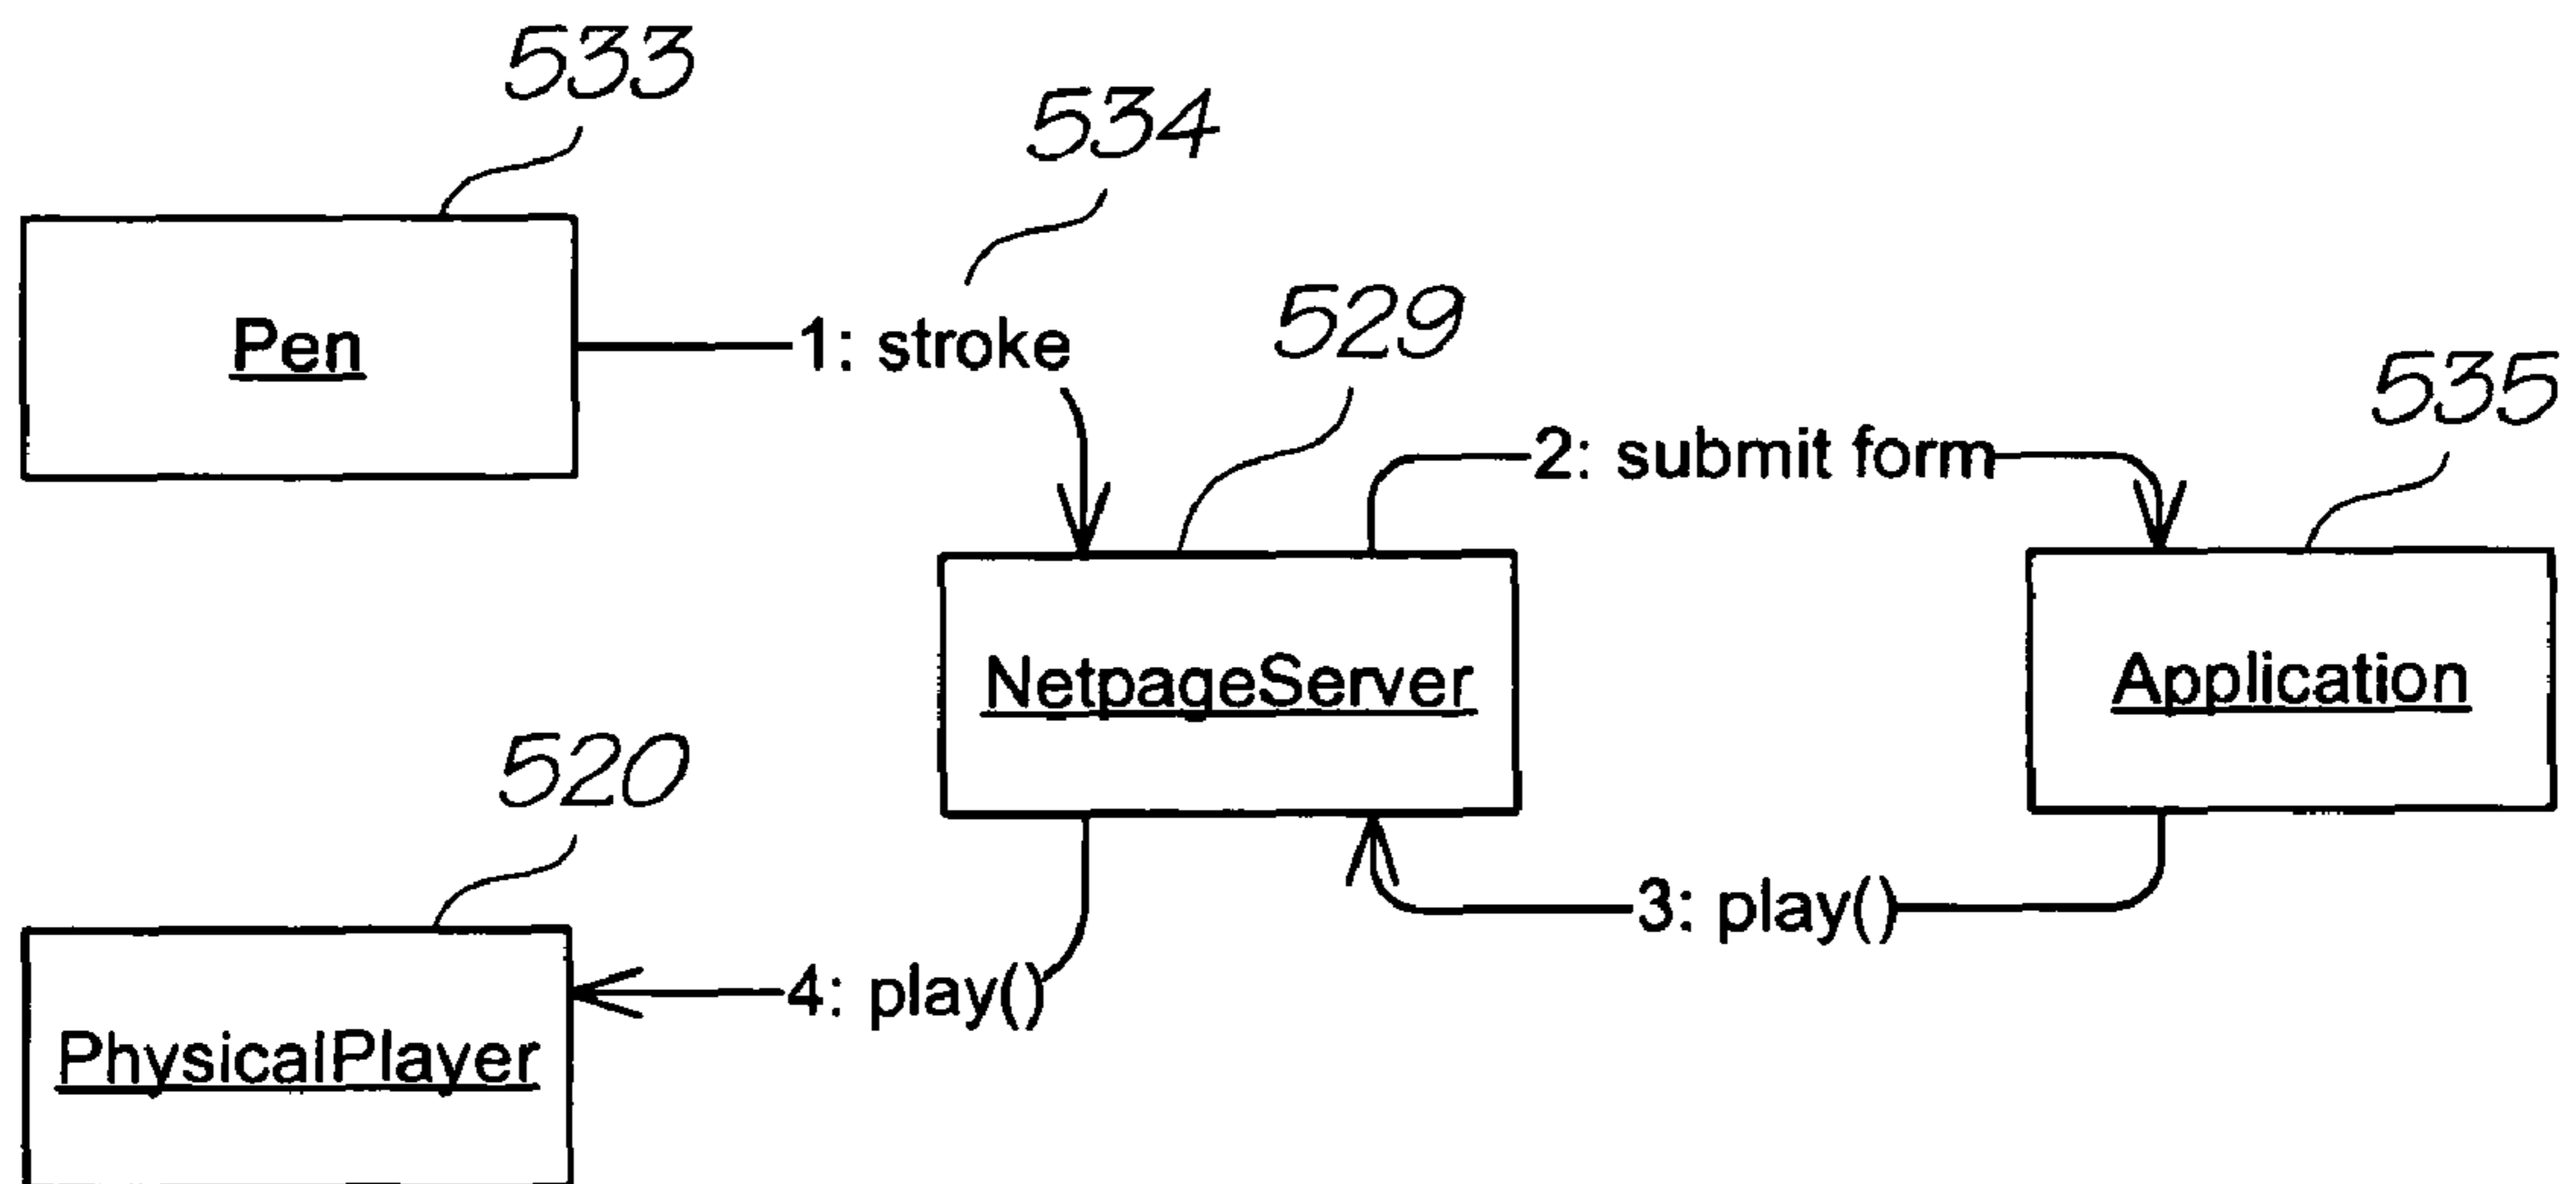 533
534
Pen
1: stroke
529
535
2: submit form
NetpageServer
Application
520
3: play()
4: play()
PhysicalPlayer